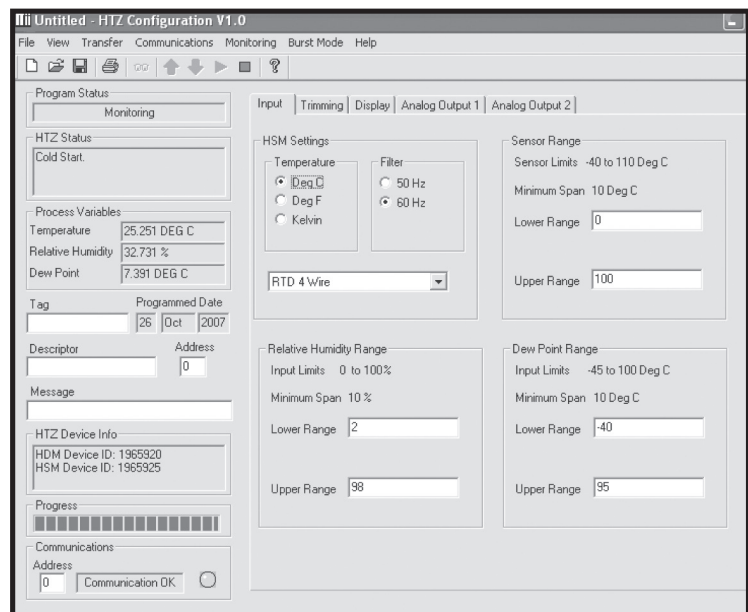 Untitled - HTZ Configuration V1.0
File View Transfer Communications Monitoring Burst Mode Help
Program Status
Monitoring
HTZ Status
Cold Start.
Process Variables
Temperature 25.251 DEG C
Relative Humidity 32.731 %
Dew Point 7.391 DEG C
Tag Programmed Date
26 Oct 2007
Descriptor Address
0
Message
HTZ Device Info
HDM Device ID: 1965920
HSM Device ID: 1965925
Progress
Communications
Address
0 Communication OK
Input Trimming Display Analog Output 1 Analog Output 2
HSM Settings
Temperature
Deg C
Deg F
Kelvin
Filter
50 Hz
60 Hz
RTD 4 Wire
Sensor Range
Sensor Limits -40 to 110 Deg C
Minimum Span 10 Deg C
Lower Range 0
Upper Range 100
Relative Humidity Range
Input Limits 0 to 100%
Minimum Span 10 %
Lower Range 2
Upper Range 98
Dew Point Range
Input Limits -45 to 100 Deg C
Minimum Span 10 Deg C
Lower Range -40
Upper Range 95